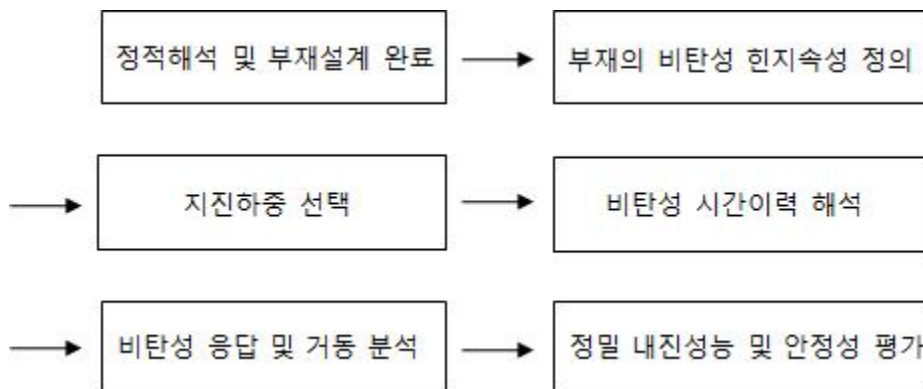 정적해석 및 부재설계 완료
부재의 비탄성 힌지속성 정의
지진하중 선택
비탄성 시간이력 해석
비탄성 응답 및 거동 분석
정밀 내진성능 및 안정성 평가